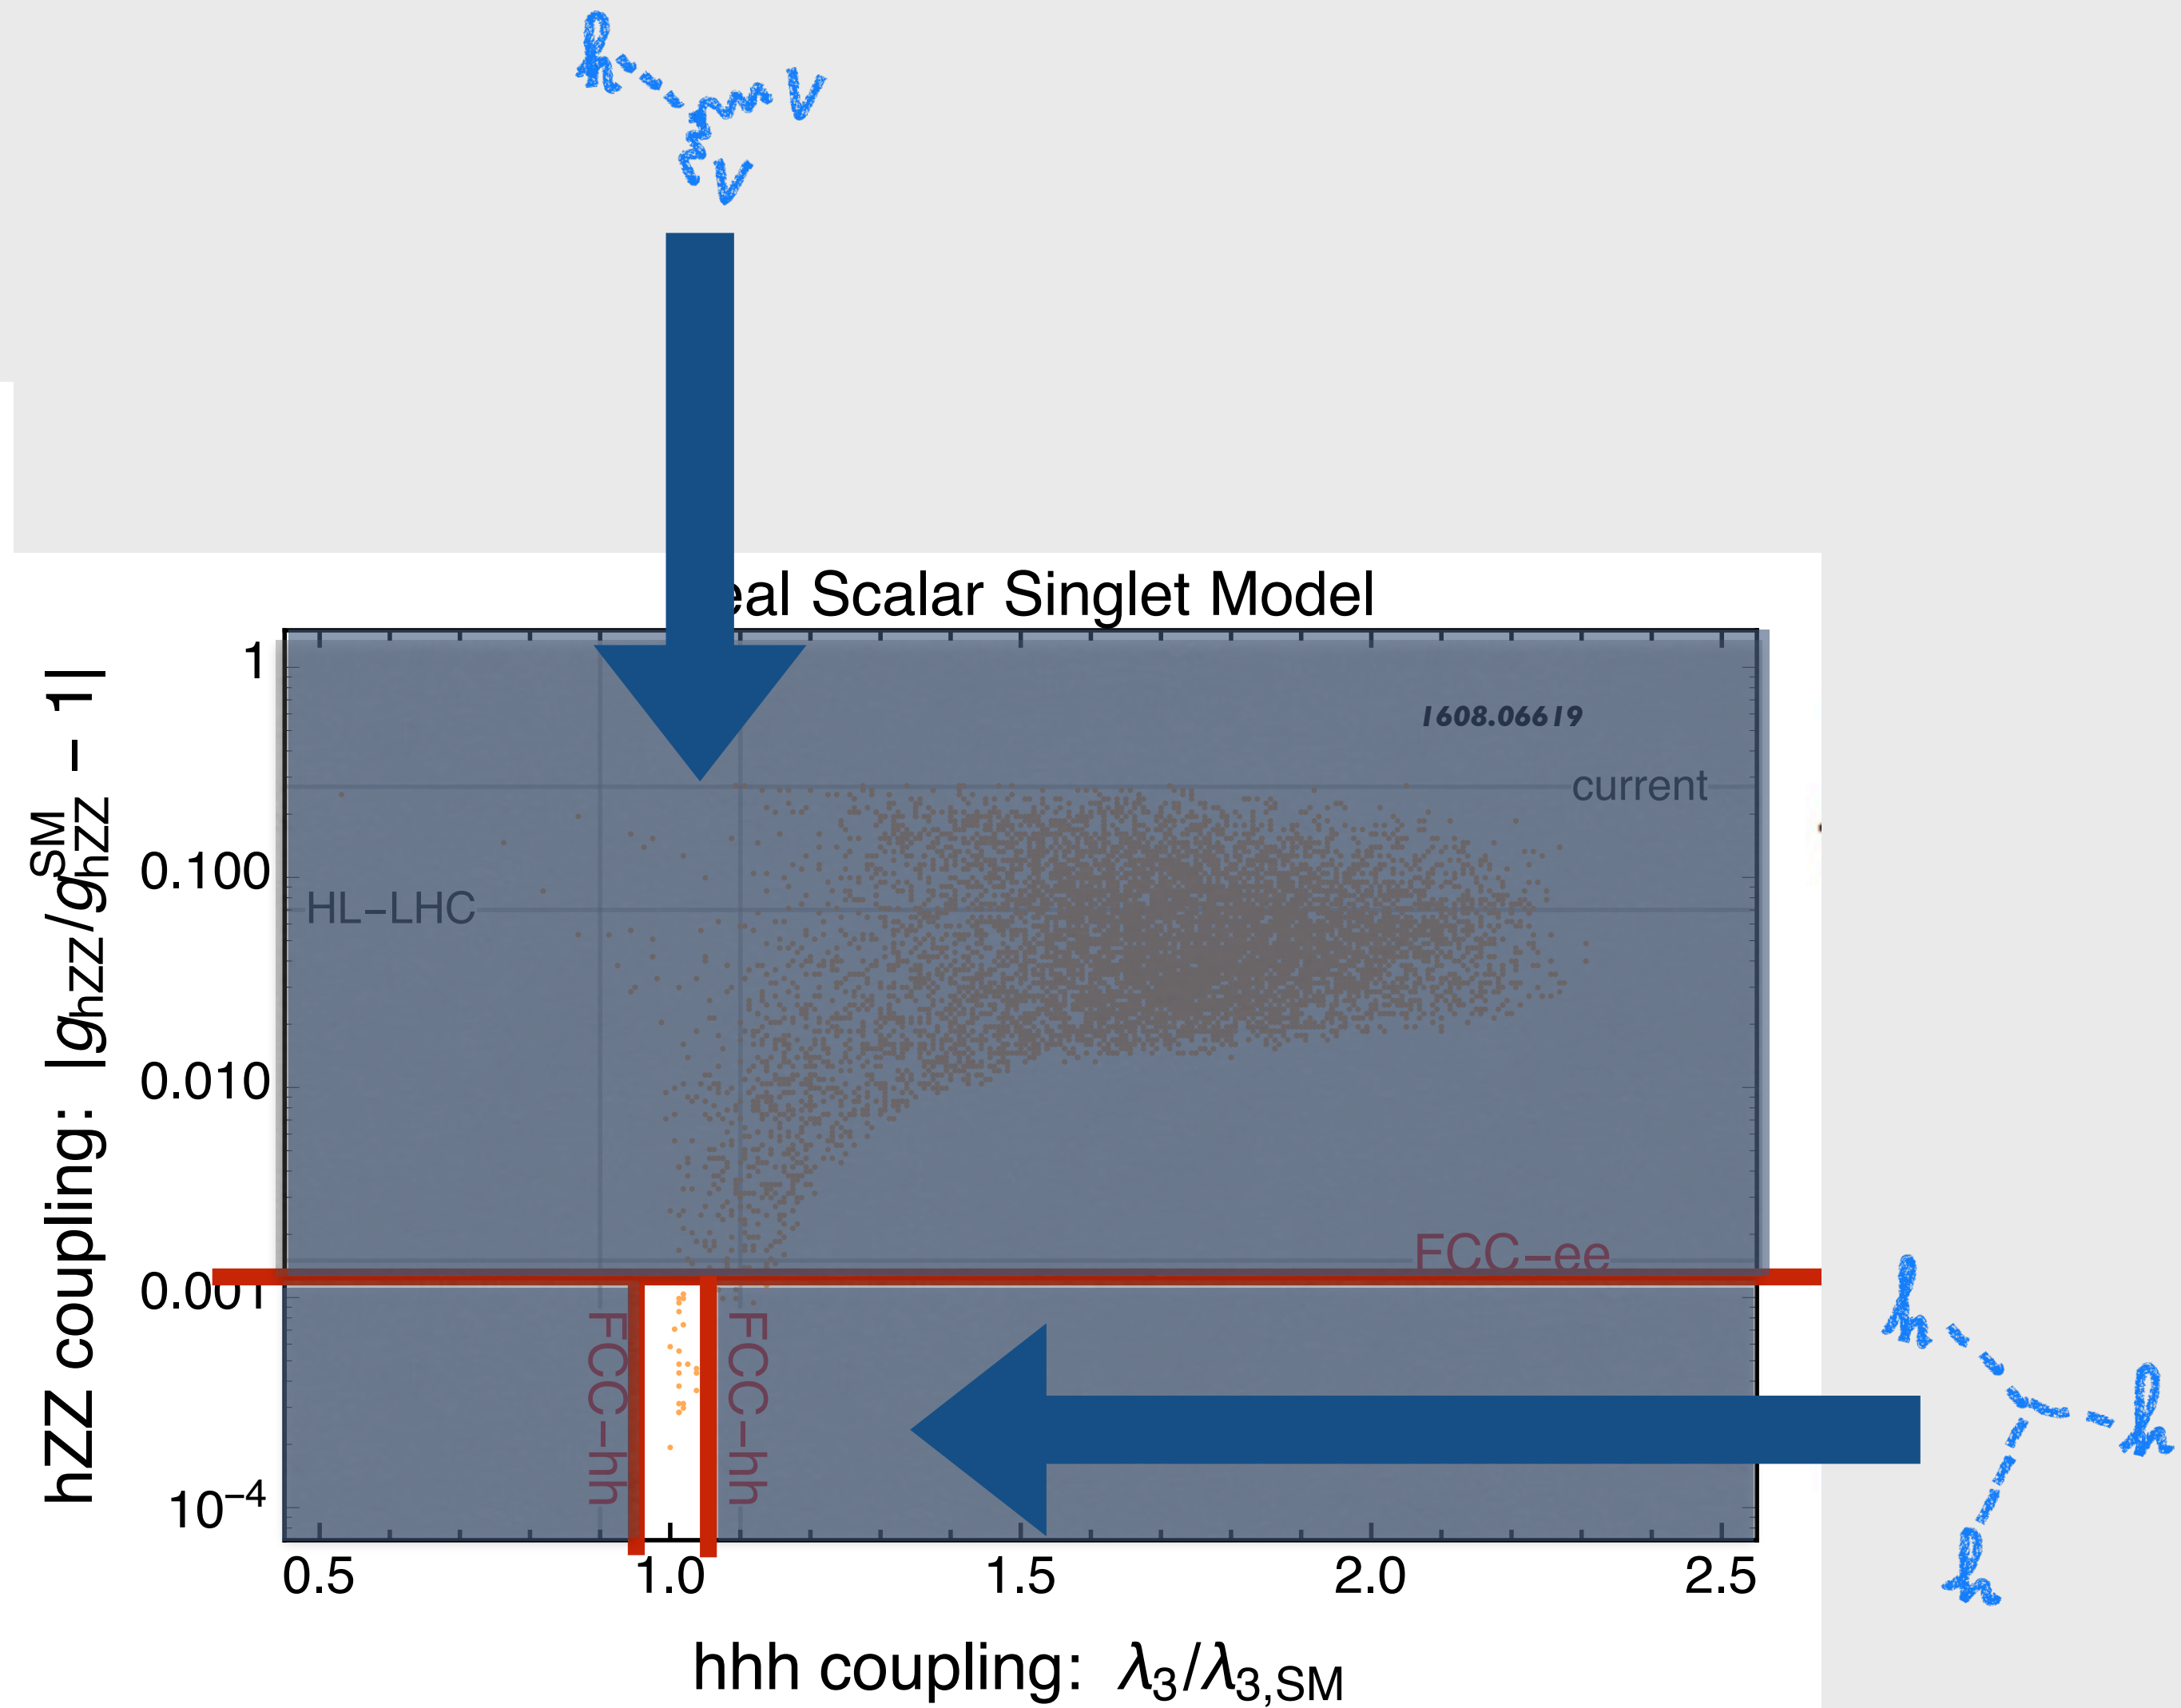 h
V
V
eal Scalar Singlet Model
1
1608.06619
current
0.100
HL-LHC
0.010
FCC-ee
0.001
FCC-hh
FCC-hh
10⁻⁴
hZZ coupling: |ghZZ/gSMhZZ − 1|
0.5
1.0
1.5
2.0
2.5
hhh coupling: λ3/λ3,SM
h
h
h